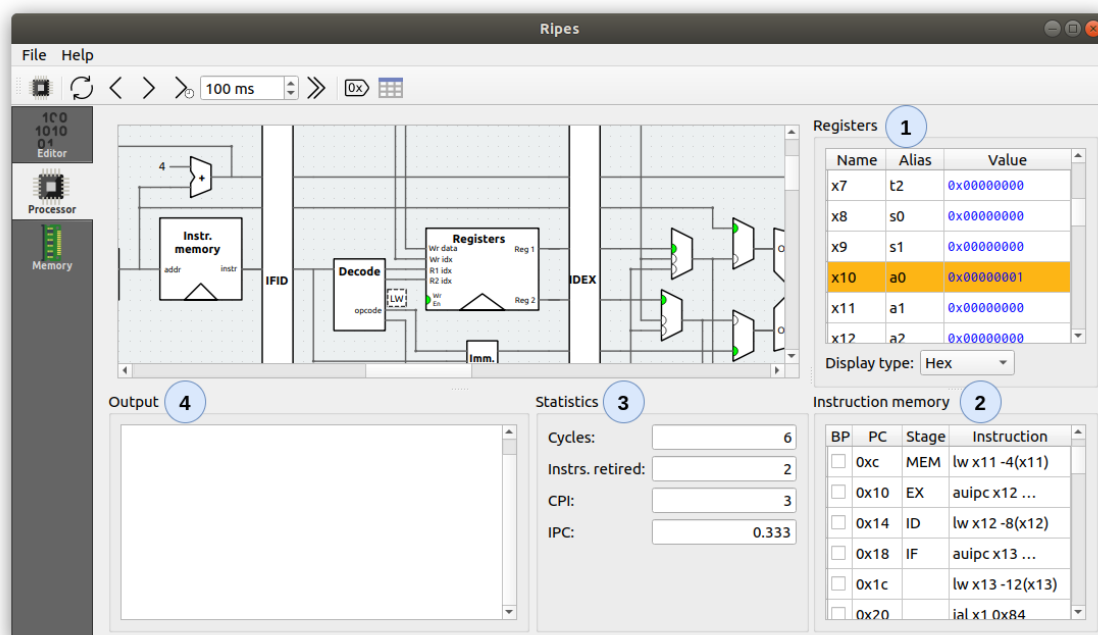 Ripes
File Help
100 ms
0x
Editor
Processor
Memory
4
+
Instr.
memory
addr instr
IFID
Decode
opcode
LW
Registers
Wr data
Wr idx
R1 idx
R2 idx
Wr
En
Reg 1
Reg 2
Imm.
IDEX
Registers 1
Name Alias Value
x7 t2 0x00000000
x8 s0 0x00000000
x9 s1 0x00000000
x10 a0 0x00000001
x11 a1 0x00000000
x12 a2 0x00000000
Display type: Hex
Output 4
Statistics 3
Cycles: 6
Instrs. retired: 2
CPI: 3
IPC: 0.333
Instruction memory 2
BP PC Stage Instruction
0xc MEM lw x11 -4(x11)
0x10 EX auipc x12 ...
0x14 ID lw x12 -8(x12)
0x18 IF auipc x13 ...
0x1c lw x13 -12(x13)
0x20 jal x1 0x84